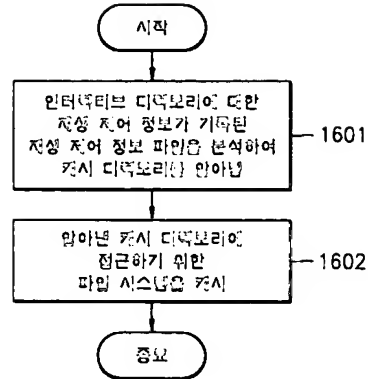 시작
인터랙티브 디렉토리에 대한
재생 제어 정보가 기록된
재생 제어 정보 파일을 분석하여
캐시 디렉토리를 알아냄
1601
알아낸 캐시 디렉토리에
접근하기 위한
파일 시스템을 캐시
1602
종료